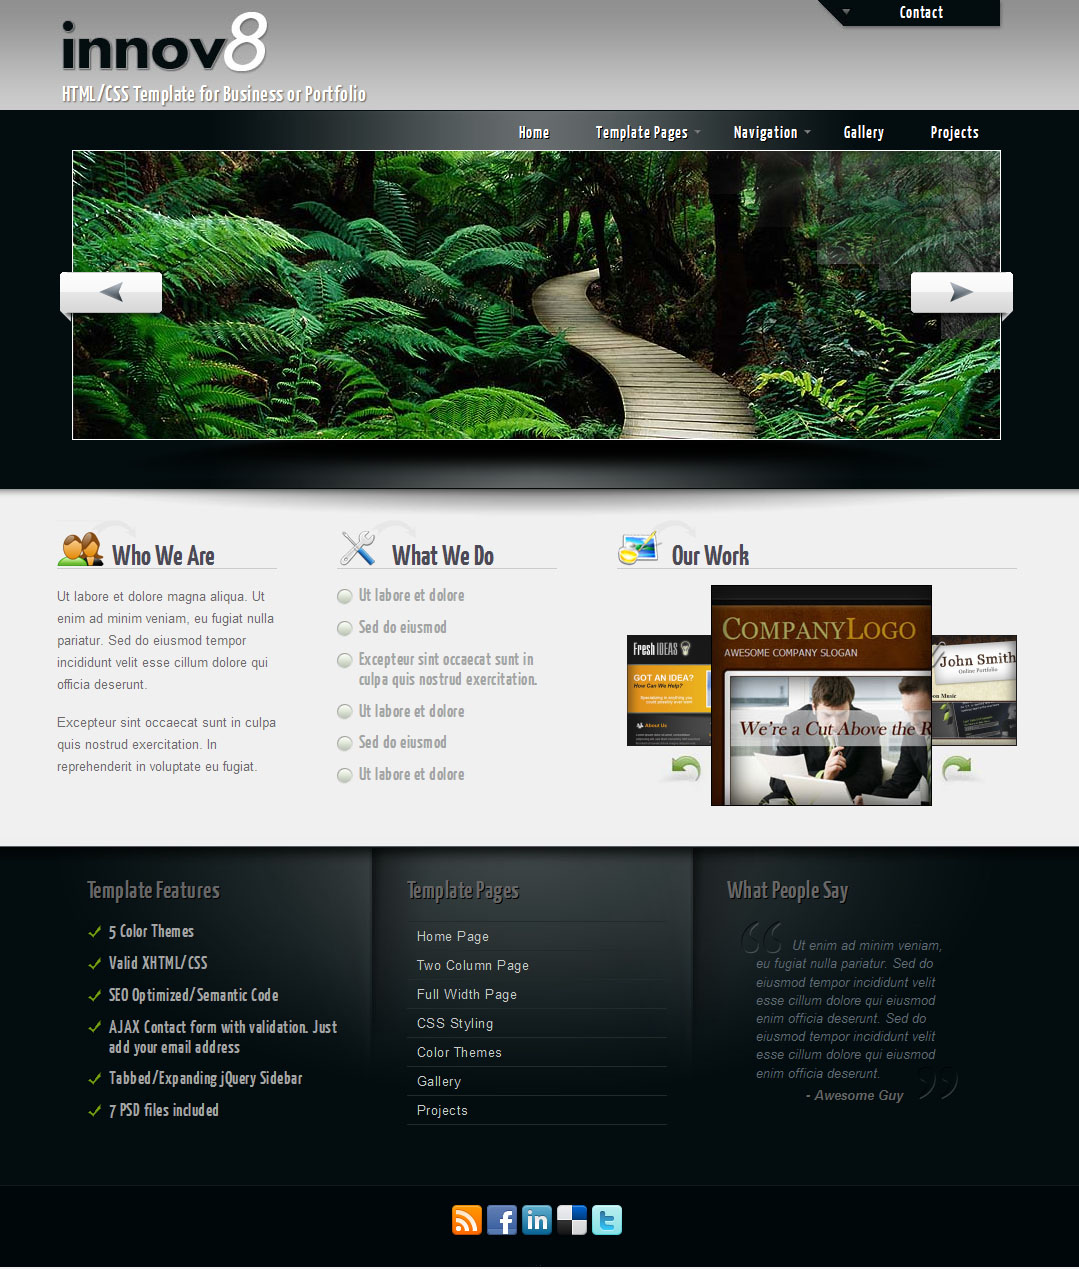 Contact
innov8
HTML/CSS Template for Business or Portfolio
Home Template Pages Navigation Gallery Projects
Who We Are
Ut labore et dolore magna aliqua. Ut
enim ad minim veniam, eu fugiat nulla
pariatur. Sed do eiusmod tempor
incididunt velit esse cillum dolore qui
officia deserunt.
Excepteur sint occaecat sunt in culpa
quis nostrud exercitation. In
reprehenderit in voluptate eu fugiat.
What We Do
Ut labore et dolore
Sed do eiusmod
Excepteur sint occaecat sunt in
culpa quis nostrud exercitation.
Ut labore et dolore
Sed do eiusmod
Ut labore et dolore
Our Work
Fresh IDEAS
GOT AN IDEA?
How Can We Help?
About Us
COMPANYLOGO
AWESOME COMPANY SLOGAN
We're a Cut Above the R
John Smith
Online Portfolio
Template Features
5 Color Themes
Valid XHTML/CSS
SEO Optimized/Semantic Code
AJAX Contact form with validation. Just
add your email address
Tabbed/Expanding jQuery Sidebar
7 PSD files included
Template Pages
Home Page
Two Column Page
Full Width Page
CSS Styling
Color Themes
Gallery
Projects
What People Say
Ut enim ad minim veniam,
eu fugiat nulla pariatur. Sed do
eiusmod tempor incididunt velit
esse cillum dolore qui eiusmod
enim officia deserunt. Sed do
eiusmod tempor incididunt velit
esse cillum dolore qui eiusmod
enim officia deserunt.
- Awesome Guy